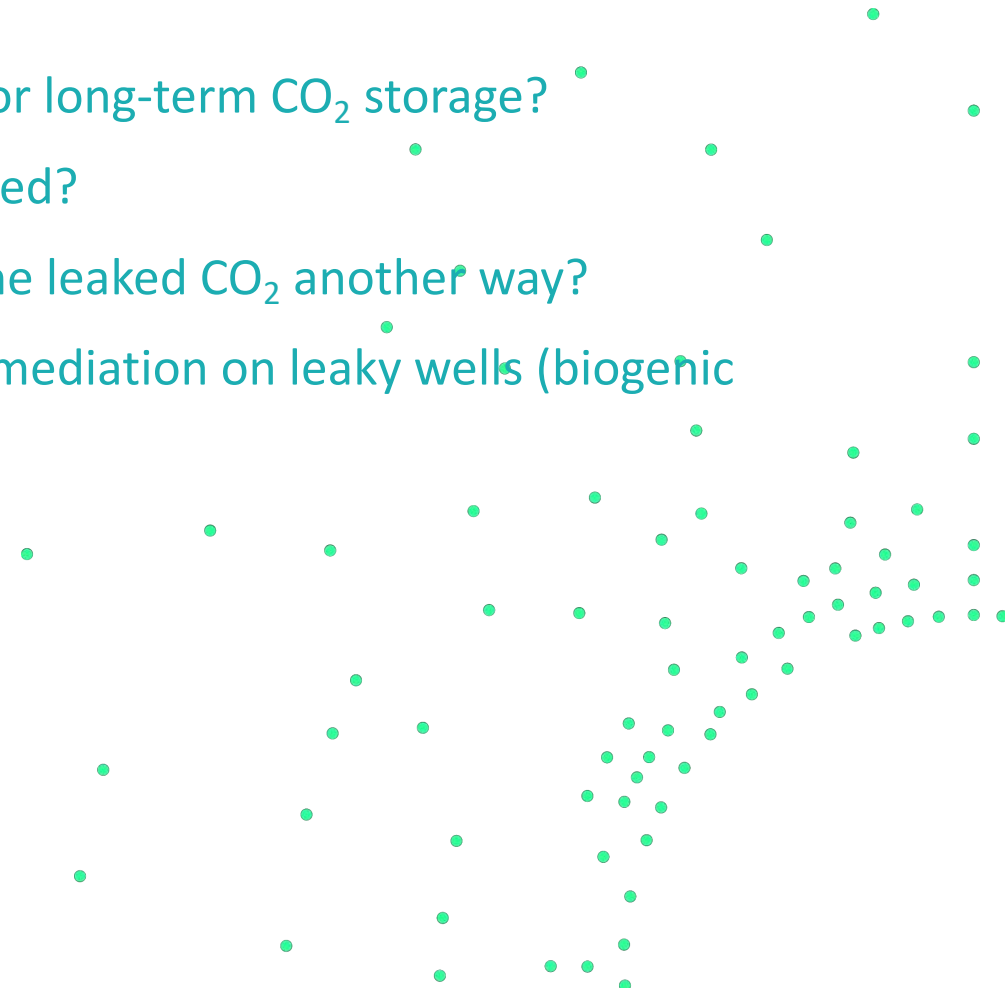 or long-term CO₂ storage?
ed?
he leaked CO₂ another way?
mediation on leaky wells (biogenic